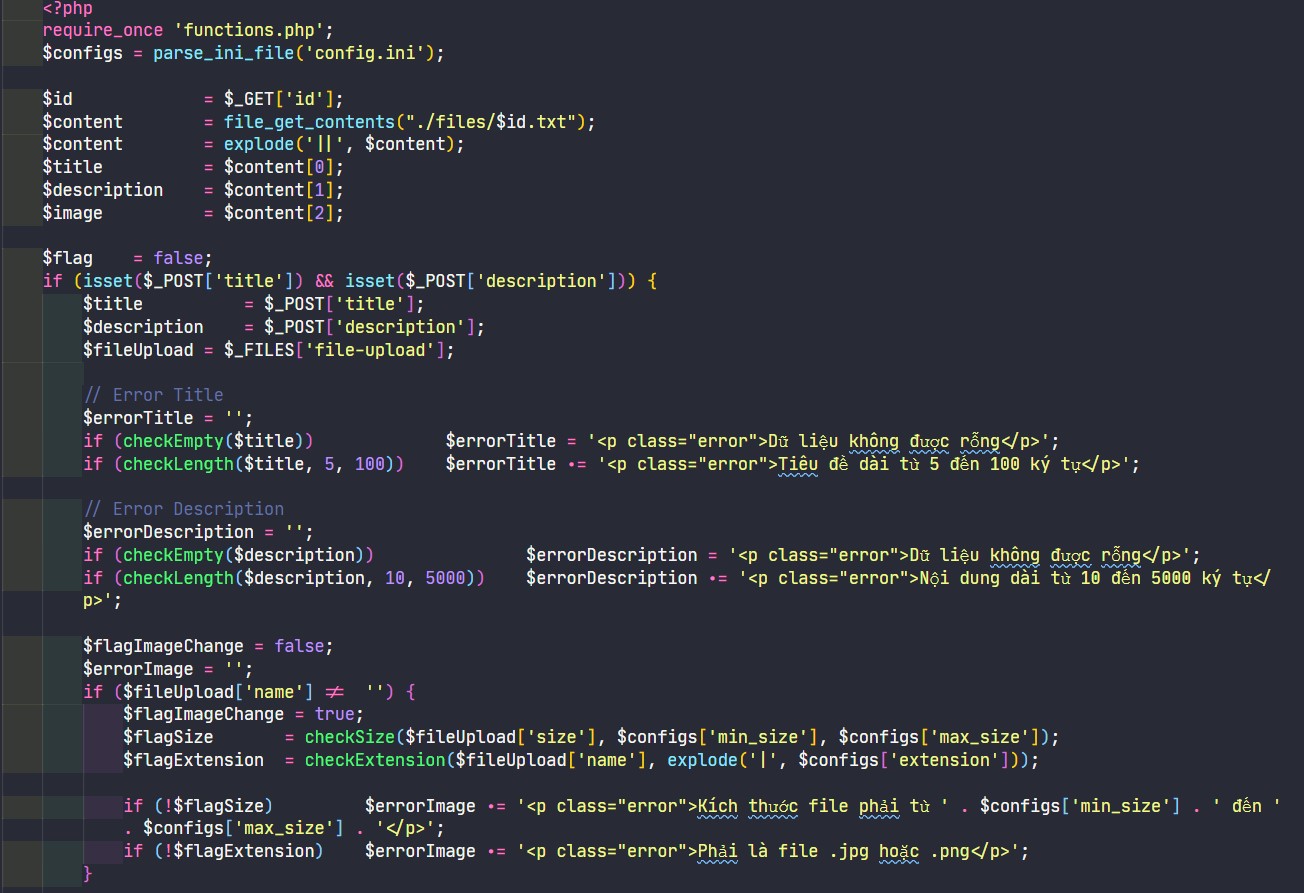 <?php
require_once 'functions.php';
$configs = parse_ini_file('config.ini');
$id = $_GET['id'];
$content = file_get_contents("./files/$id.txt");
$content = explode('||', $content);
$title = $content[0];
$description = $content[1];
$image = $content[2];
$flag = false;
if (isset($_POST['title']) && isset($_POST['description'])) {
$title = $_POST['title'];
$description = $_POST['description'];
$fileUpload = $_FILES['file-upload'];
// Error Title
$errorTitle = '';
if (checkEmpty($title)) $errorTitle = '<p class="error">Dữ liệu không được rỗng</p>';
if (checkLength($title, 5, 100)) $errorTitle .= '<p class="error">Tiêu đề dài từ 5 đến 100 ký tự</p>';
// Error Description
$errorDescription = '';
if (checkEmpty($description)) $errorDescription = '<p class="error">Dữ liệu không được rỗng</p>';
if (checkLength($description, 10, 5000)) $errorDescription .= '<p class="error">Nội dung dài từ 10 đến 5000 ký tự</
p>';
$flagImageChange = false;
$errorImage = '';
if ($fileUpload['name'] != '') {
$flagImageChange = true;
$flagSize = checkSize($fileUpload['size'], $configs['min_size'], $configs['max_size']);
$flagExtension = checkExtension($fileUpload['name'], explode('|', $configs['extension']));
if (!$flagSize) $errorImage .= '<p class="error">Kích thước file phải từ ' . $configs['min_size'] . ' đến '
. $configs['max_size'] . '</p>';
if (!$flagExtension) $errorImage .= '<p class="error">Phải là file .jpg hoặc .png</p>';
}